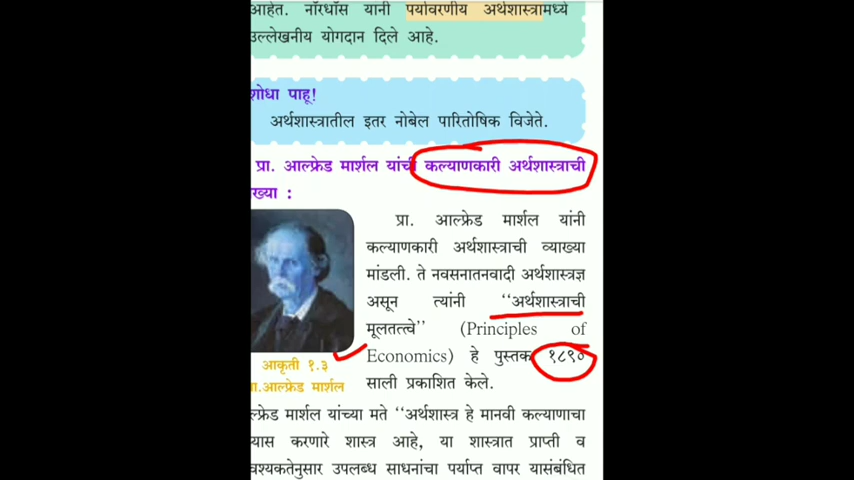 आहेत. नॉरधॉस यांनी पर्यावरणीय अर्थशास्त्रामध्ये
उल्लेखनीय योगदान दिले आहे.
शोधा पाहू!
अर्थशास्त्रातील इतर नोबेल पारितोषिक विजेते.
प्रा. आल्फ्रेड मार्शल यांची कल्याणकारी अर्थशास्त्राची
ख्या :
प्रा. आल्फ्रेड मार्शल यांनी
कल्याणकारी अर्थशास्त्राची व्याख्या
मांडली. ते नवसनातनवादी अर्थशास्त्रज्ञ
असून त्यांनी ‘‘अर्थशास्त्राची
मूलतत्त्वे’’ (Principles of
Economics) हे पुस्तक १८९०
साली प्रकाशित केले.
आकृती १.३
ा.आल्फ्रेड मार्शल
ल्फ्रेड मार्शल यांच्या मते ‘‘अर्थशास्त्र हे मानवी कल्याणाचा
यास करणारे शास्त्र आहे, या शास्त्रात प्राप्ती व
वश्यकतेनुसार उपलब्ध साधनांचा पर्याप्त वापर यासंबंधित